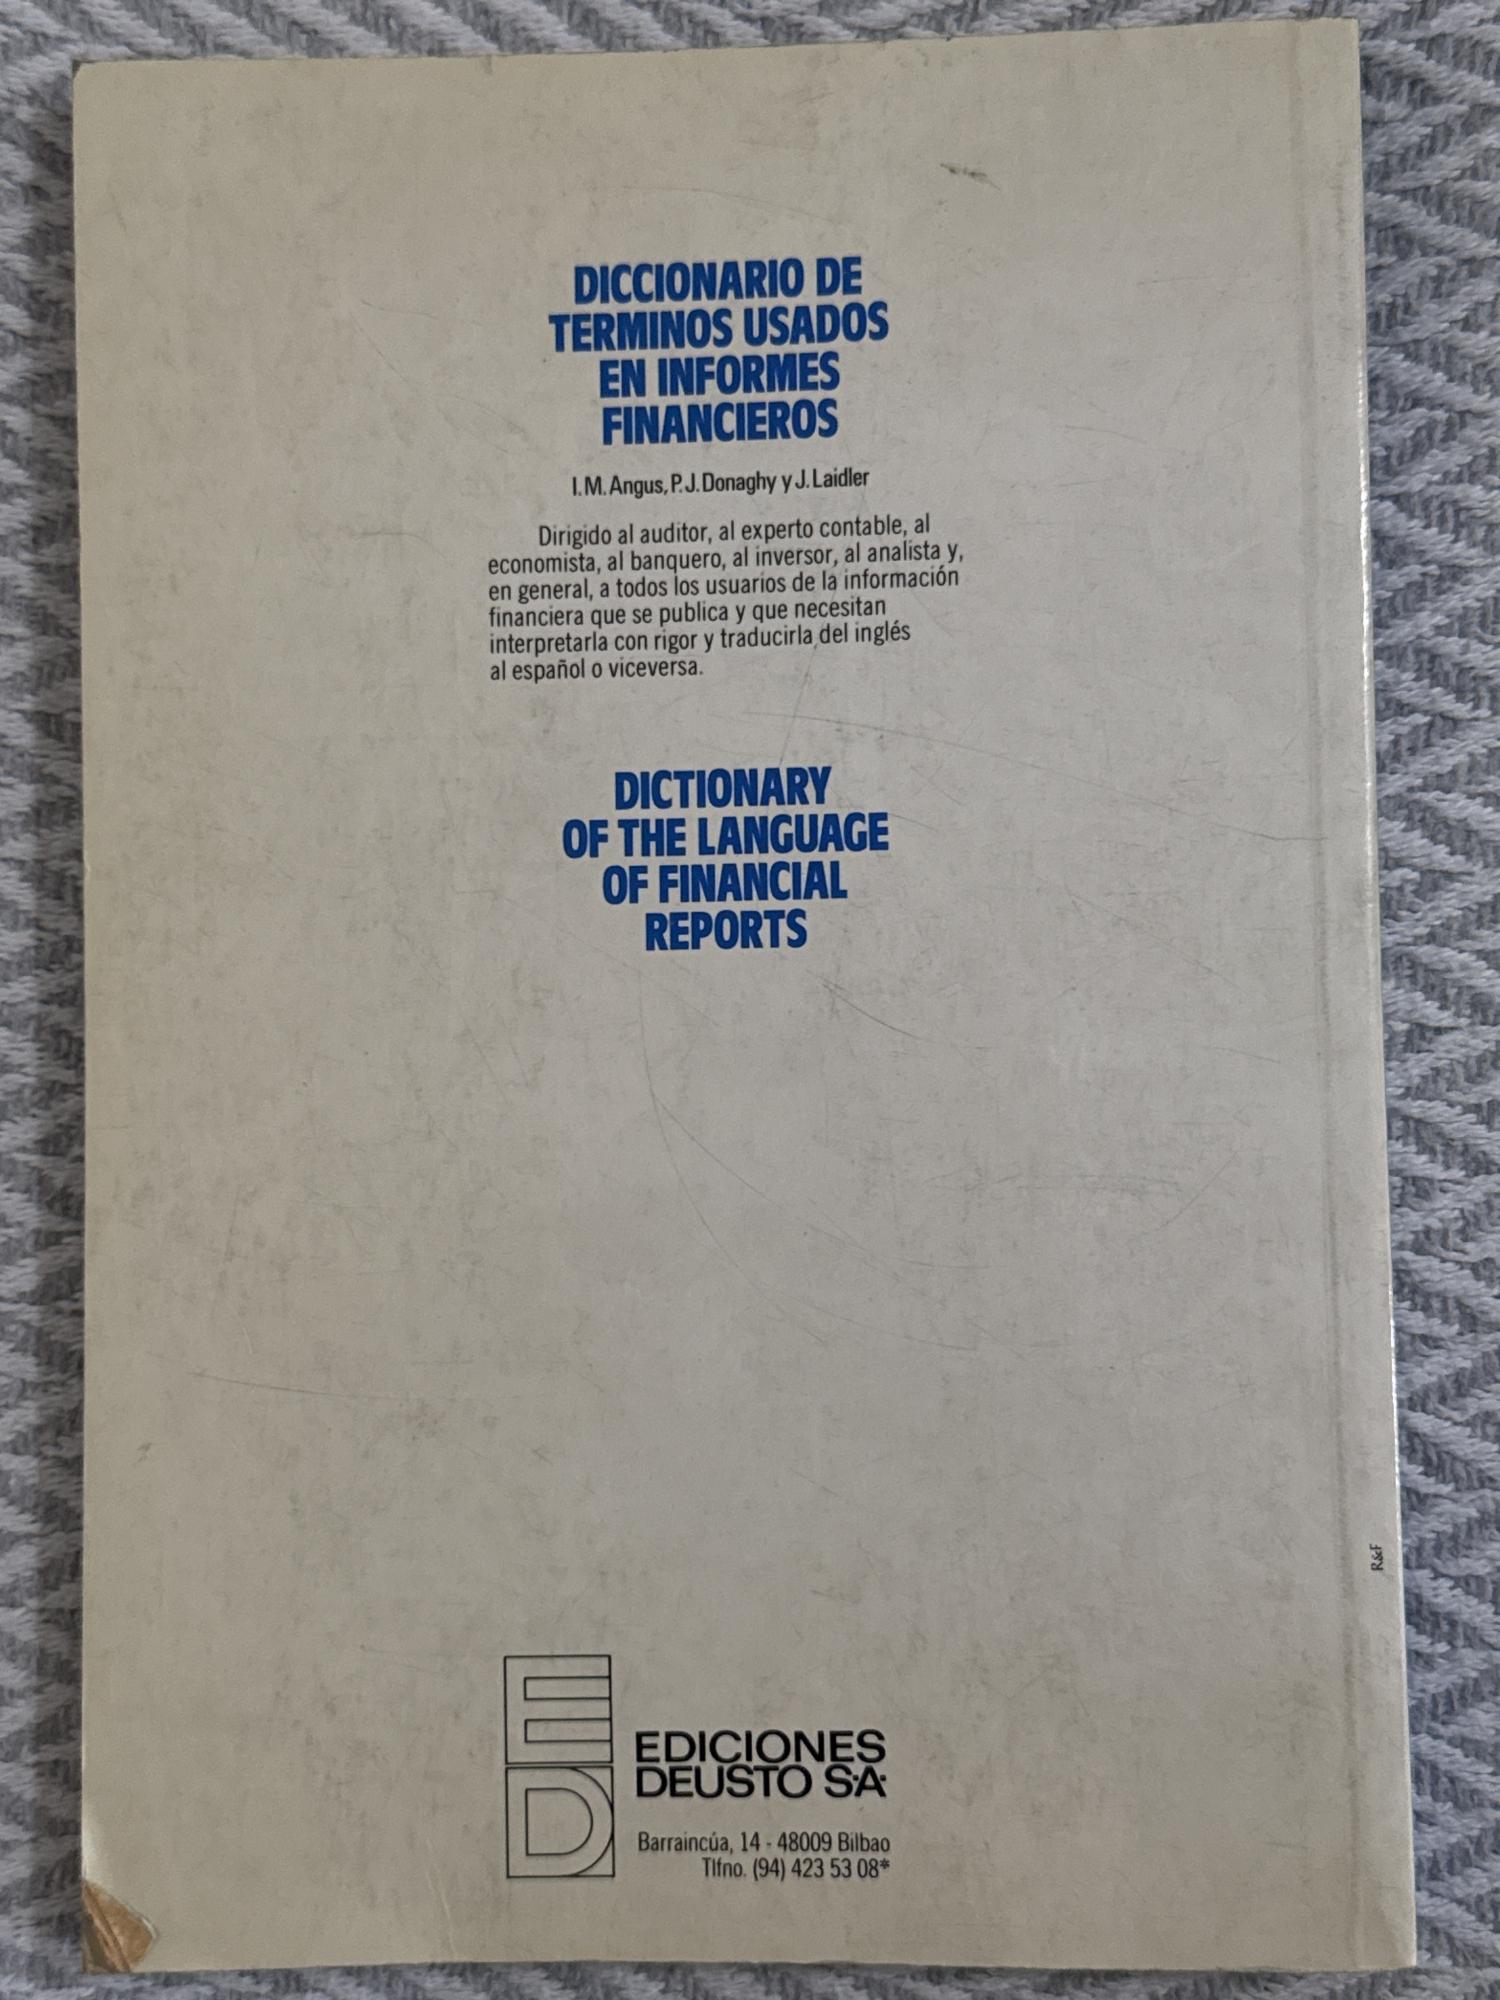 DICCIONARIO DE
TERMINOS USADOS
EN INFORMES
FINANCIEROS
I. M. Angus, P. J. Donaghy y J. Laidler
Dirigido al auditor, al experto contable, al
economista, al banquero, al inversor, al analista y,
en general, a todos los usuarios de la información
financiera que se publica y que necesitan
interpretarla con rigor y traducirla del inglés
al español o viceversa.
DICTIONARY
OF THE LANGUAGE
OF FINANCIAL
REPORTS
R&F
ED
EDICIONES
DEUSTO S·A·
Barraincúa, 14 - 48009 Bilbao
Tlfno. (94) 423 53 08*